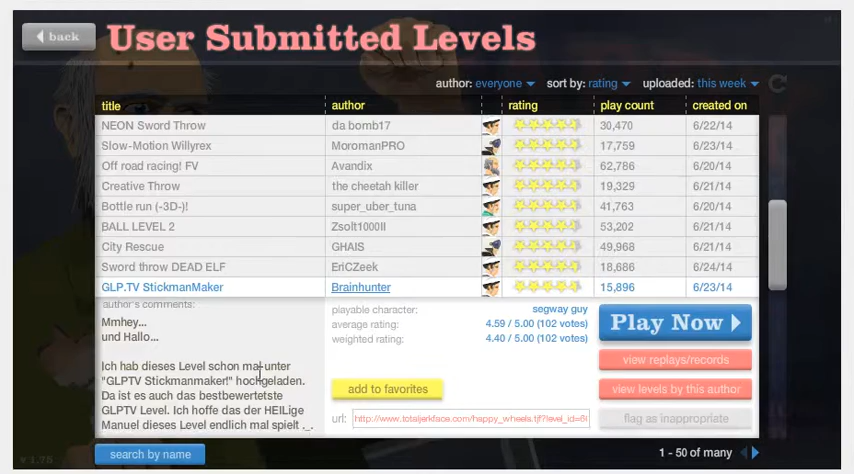 back
User Submitted Levels
author: everyone sort by: rating uploaded: this week
title author rating play count created on
NEON Sword Throw da bomb17 30,470 6/22/14
Slow-Motion Willyrex MoromanPRO 17,759 6/23/14
Off road racing! FV Avandix 62,786 6/20/14
Creative Throw the cheetah killer 19,329 6/21/14
Bottle run (-3D-)! super_uber_tuna 41,763 6/20/14
BALL LEVEL 2 Zsolt1000II 53,202 6/21/14
City Rescue GHAIS 49,968 6/21/14
Sword throw DEAD ELF EriCZeek 18,686 6/24/14
GLP.TV StickmanMaker Brainhunter 15,896 6/23/14
author's comments:
Mmhey...
und Hallo...
Ich hab dieses Level schon mal unter
"GLPTV Stickmanmaker!" hochgeladen.
Da ist es auch das bestbewertetste
GLPTV Level. Ich hoffe das der HEILige
Manuel dieses Level endlich mal spielt ._.
playable character: segway guy
average rating: 4.59 / 5.00 (102 votes)
weighted rating: 4.40 / 5.00 (102 votes)
add to favorites
url: http://www.totaljerkface.com/happy_wheels.tjf?level_id=8
Play Now
view replays/records
view levels by this author
flag as inappropriate
v 1.75
search by name
1 - 50 of many